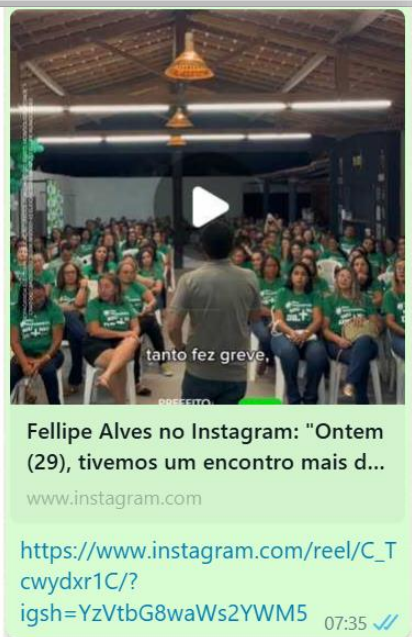 tanto fez greve,
PREFEITO
Fellipe Alves no Instagram: "Ontem
(29), tivemos um encontro mais d...
www.instagram.com
https://www.instagram.com/reel/C_T
cwydxr1C/?
igsh=YzVtbG8waWs2YWM5
07:35